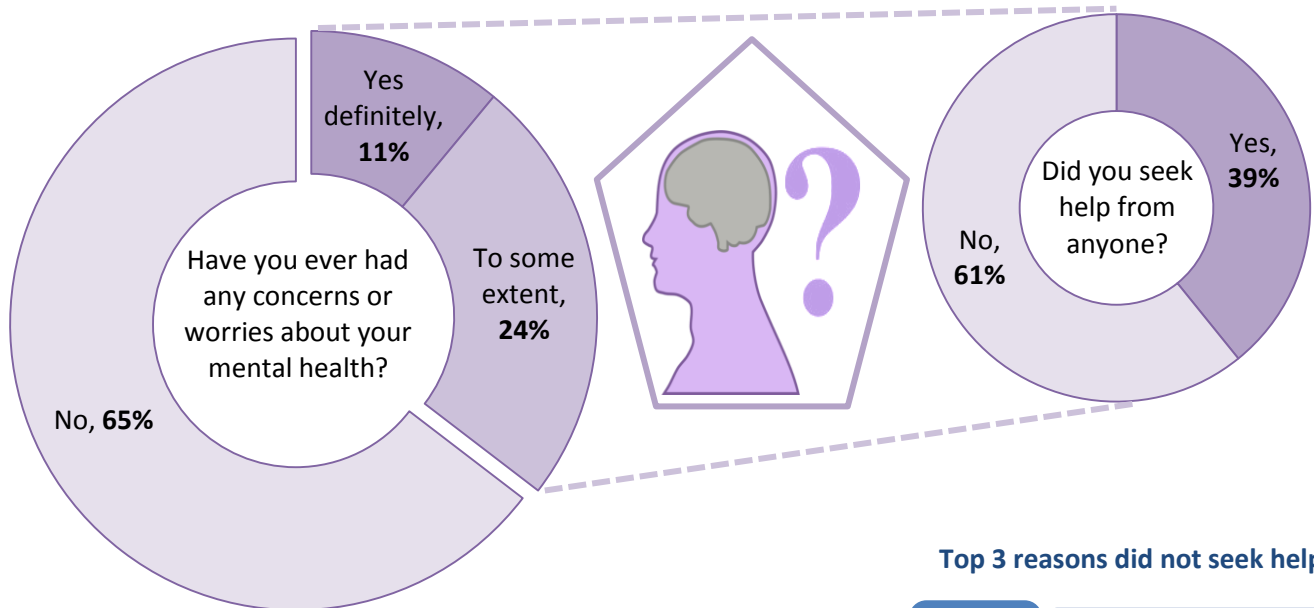 Yes
definitely,
11%
To some
extent,
24%
Have you ever had
any concerns or
worries about your
mental health?
No, 65%
?
Yes,
39%
Did you seek
help from
anyone?
No,
61%
Top 3 reasons did not seek help